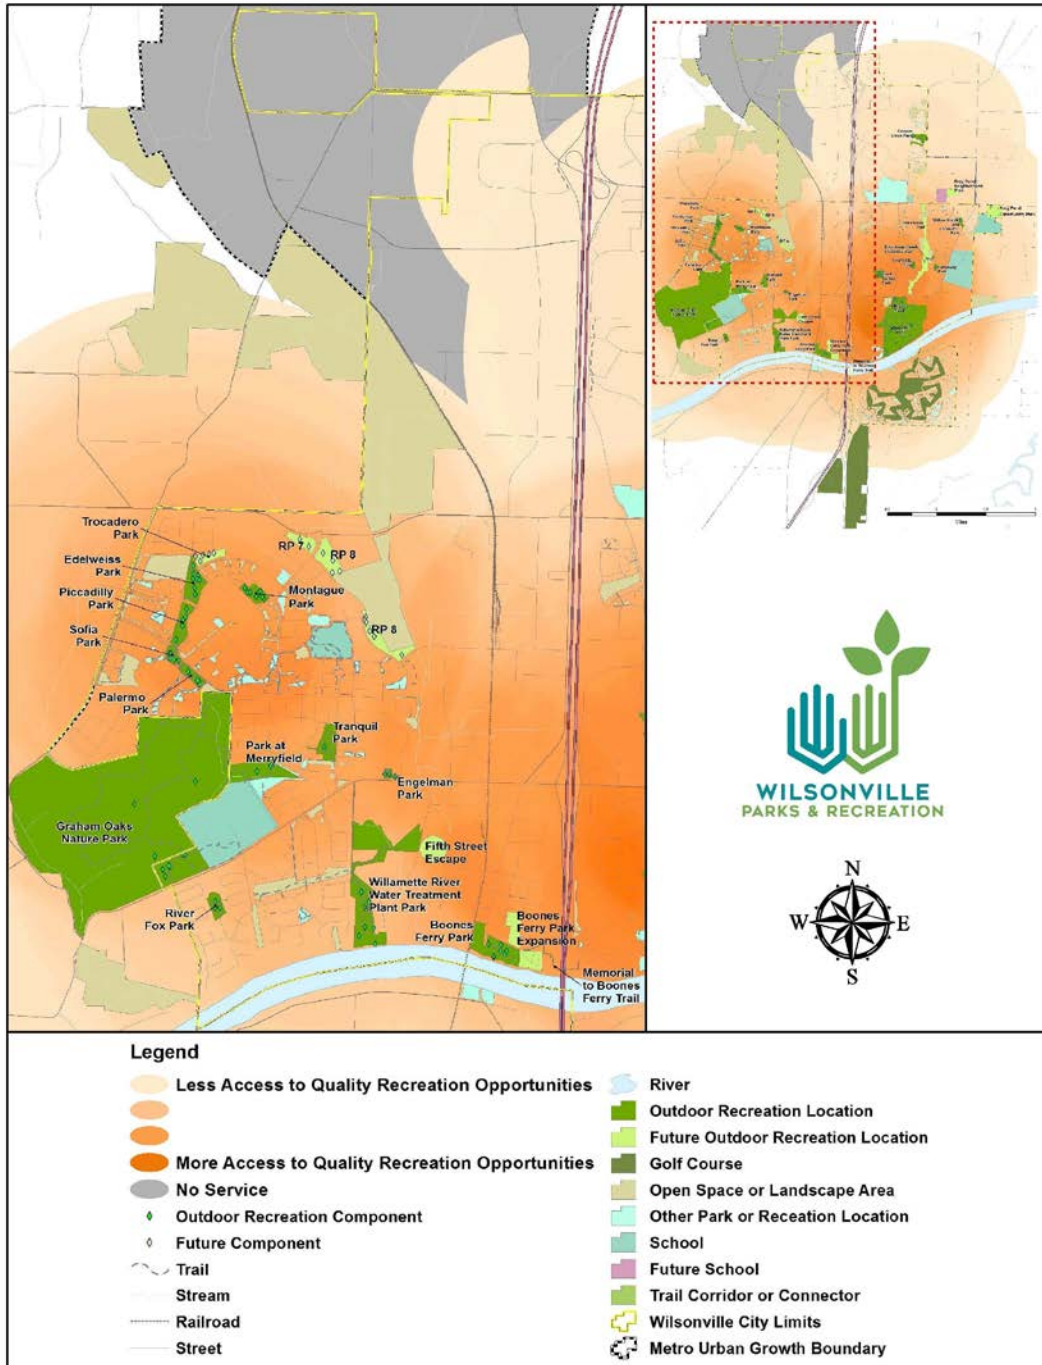 Trocadero
Park
Edelweiss
Park
Piccadilly
Park
Sofia
Park
Palermo
Park
RP 7
RP 8
Montague
Park
RP 8
Tranquil
Park
Park at
Merryfield
Engelman
Park
Graham Oaks
Nature Park
Fifth Street
Escape
River
Fox Park
Willamette River
Water Treatment
Plant Park
Boones
Ferry Park
Boones
Ferry Park
Expansion
Memorial
to Boones
Ferry Trail
WILSONVILLE
PARKS & RECREATION
N
W
E
S
Legend
Less Access to Quality Recreation Opportunities
More Access to Quality Recreation Opportunities
No Service
Outdoor Recreation Component
Future Component
Trail
Stream
Railroad
Street
River
Outdoor Recreation Location
Future Outdoor Recreation Location
Golf Course
Open Space or Landscape Area
Other Park or Receation Location
School
Future School
Trail Corridor or Connector
Wilsonville City Limits
Metro Urban Growth Boundary